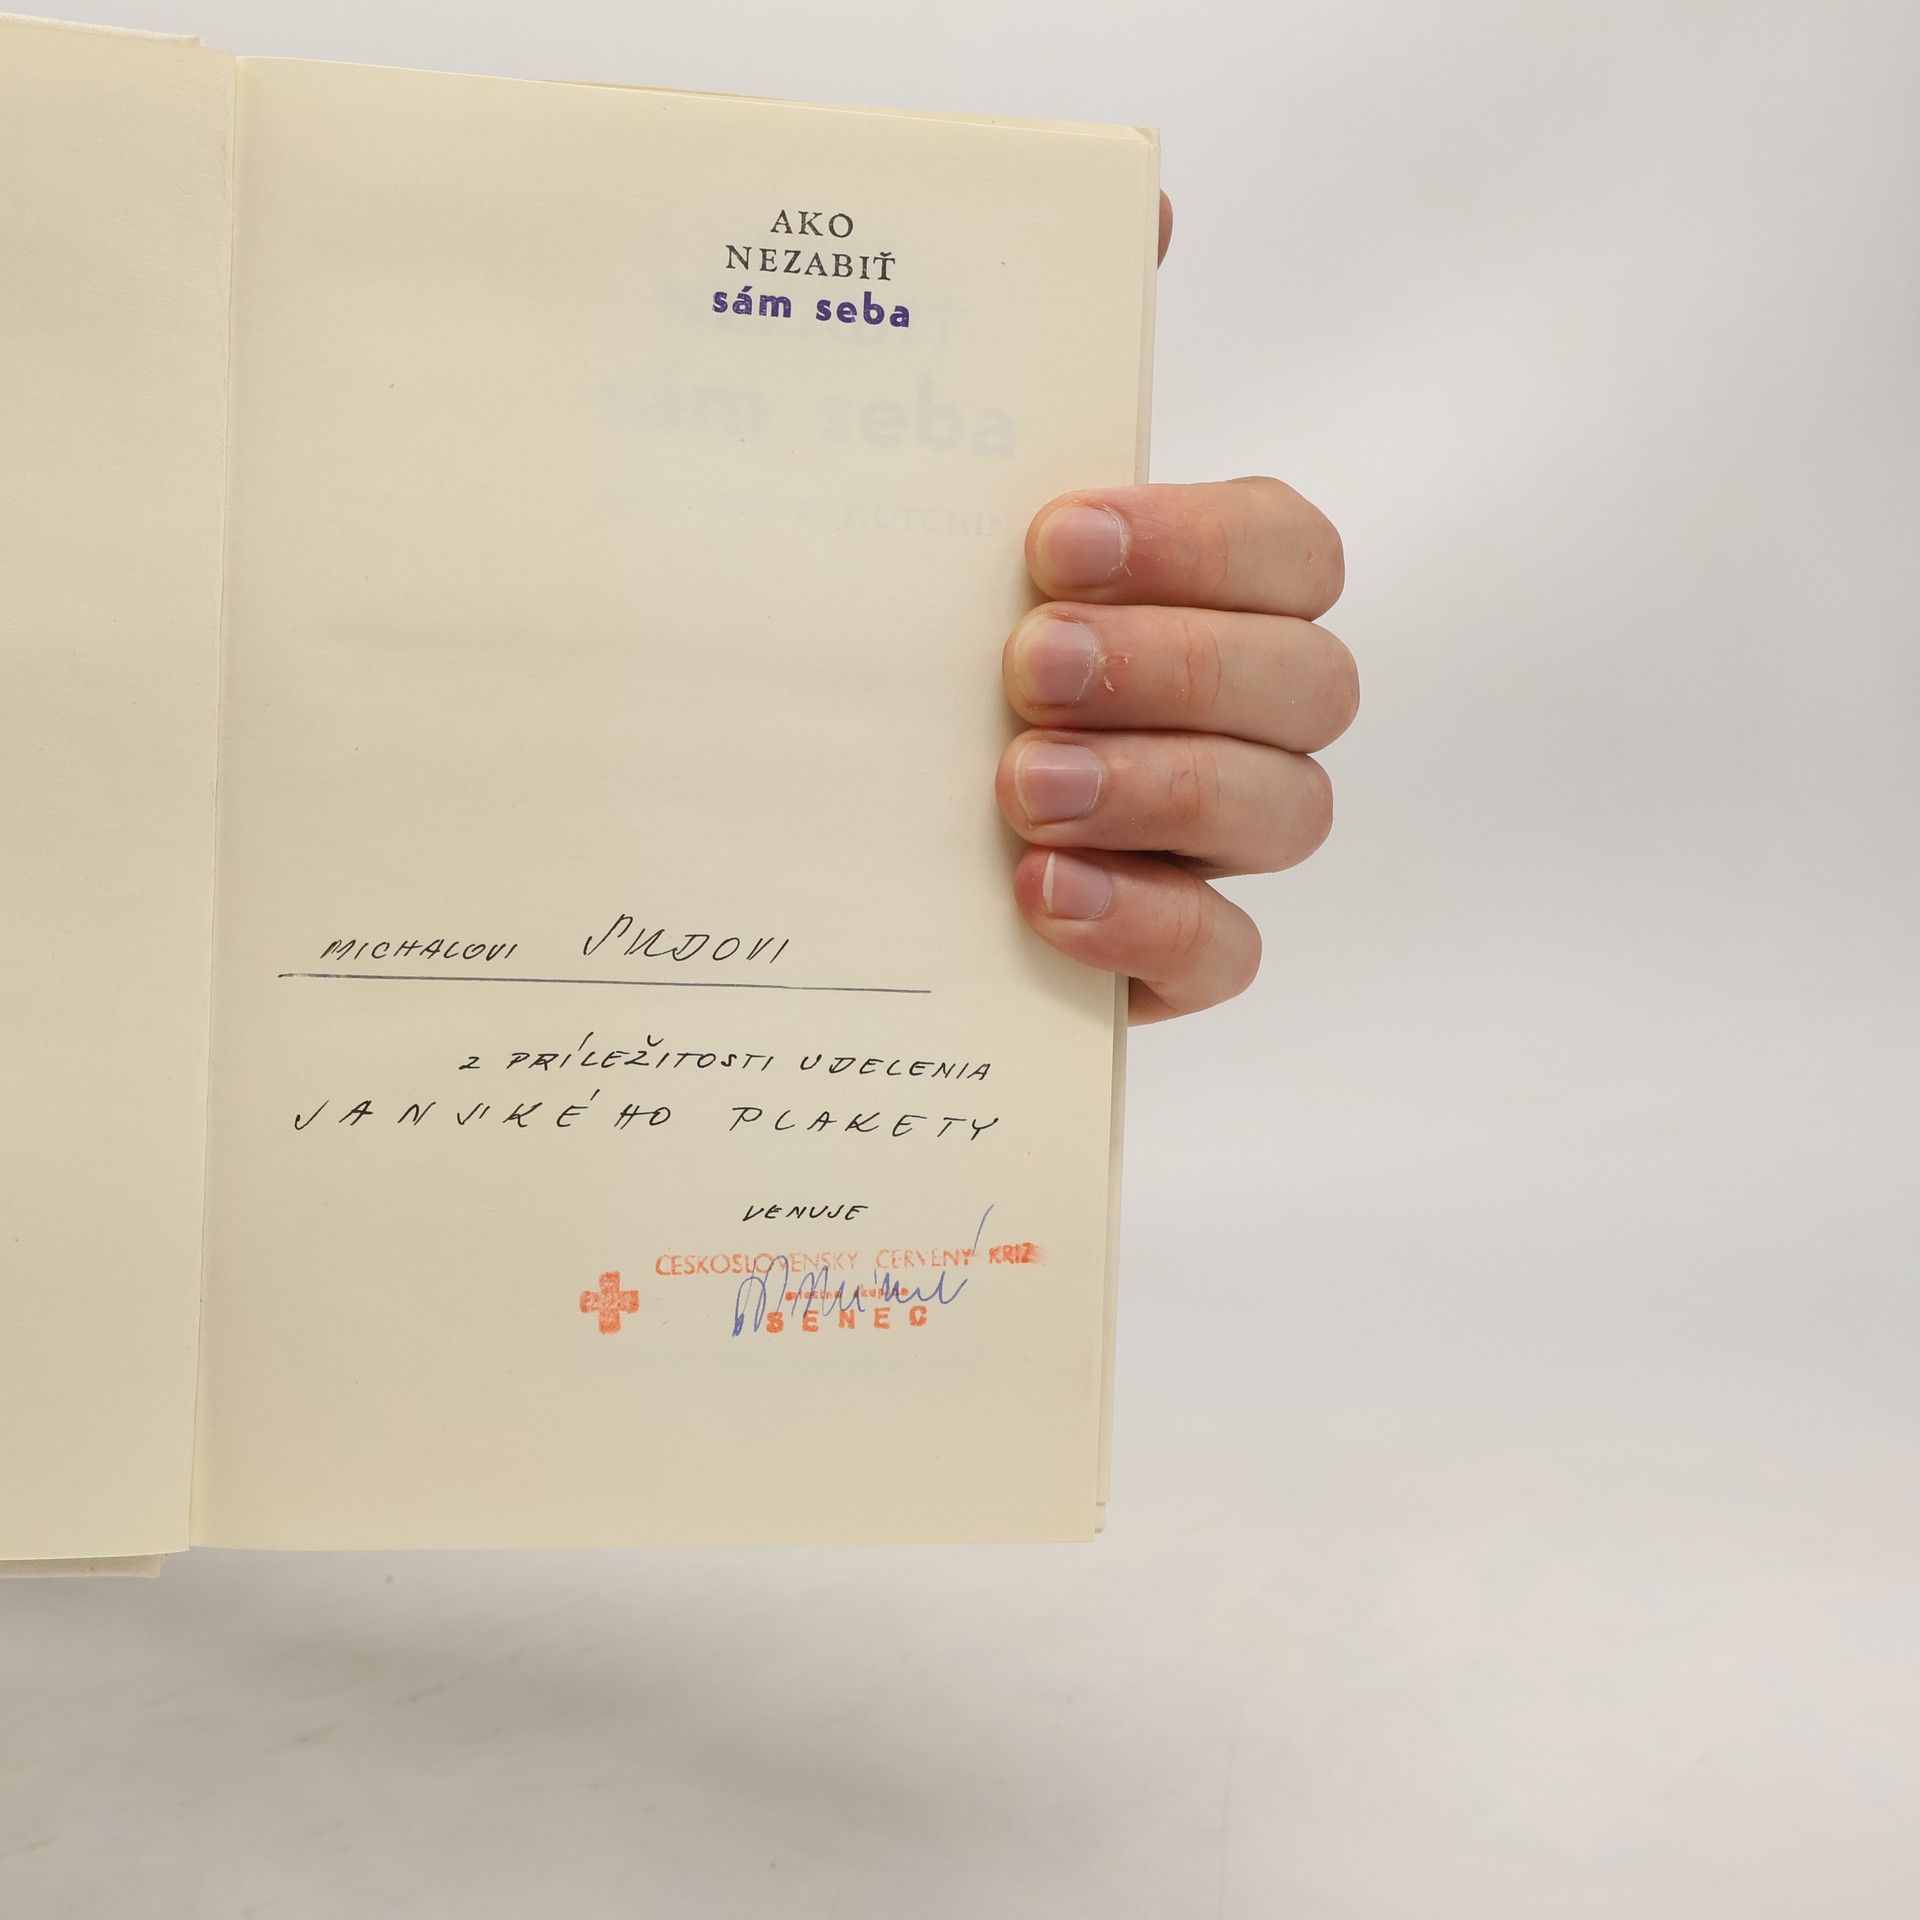 AKO
NEZABIŤ
sám seba
MICHALOVI
Z PRÍLEŽITOSTI UDELENIA
JANSKÉHO PLAKETY
VENUJE
ČESKOSLOVENSKÝ ČERVENÝ KRÍŽ
SENEC